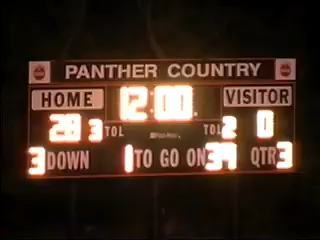 PANTHER COUNTRY
HOME 12:00 VISITOR
28 3 TOL TOL 2 0
3 DOWN 1 TO GO ON 37 QTR 3